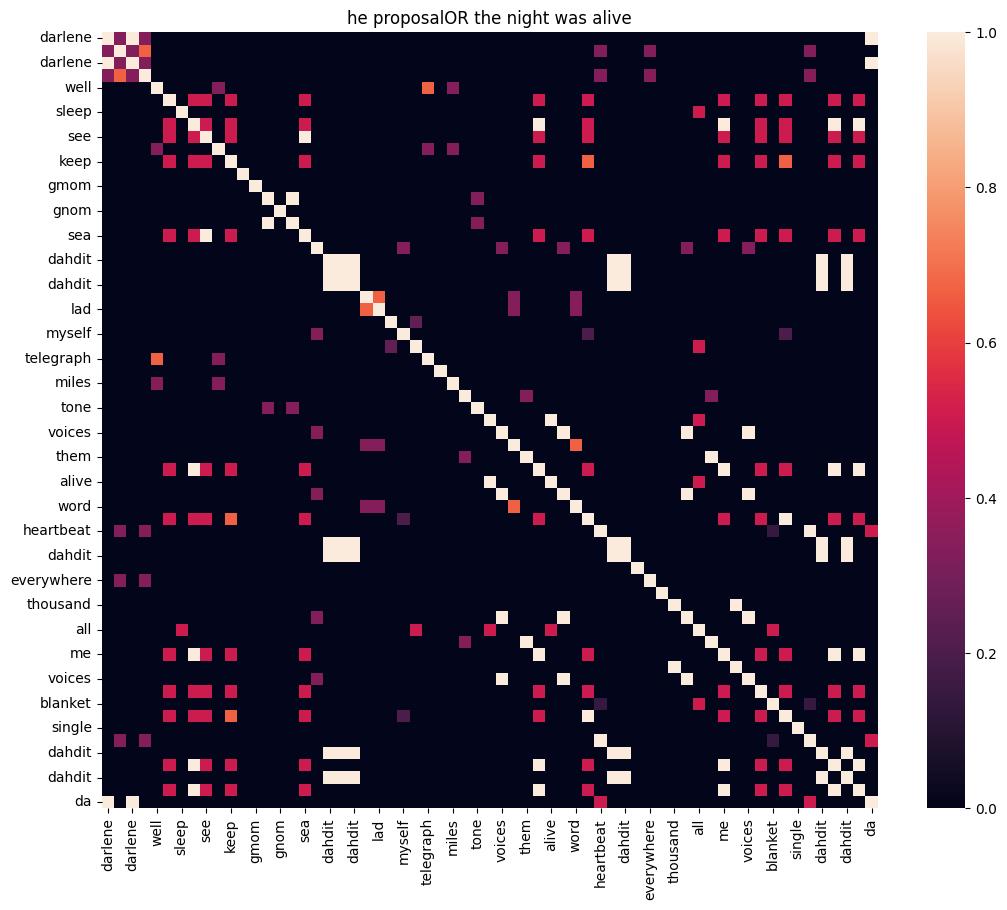 he proposalOR the night was alive
darlene
darlene
well
sleep
see
keep
gmom
gnom
sea
dahdit
dahdit
lad
myself
telegraph
miles
tone
voices
them
alive
word
heartbeat
dahdit
everywhere
thousand
all
me
voices
blanket
single
dahdit
dahdit
da
darlene
darlene
well
sleep
see
keep
gmom
gnom
sea
dahdit
dahdit
lad
myself
telegraph
miles
tone
voices
them
alive
word
heartbeat
dahdit
everywhere
thousand
all
me
voices
blanket
single
dahdit
dahdit
da
1.0
0.8
0.6
0.4
0.2
0.0